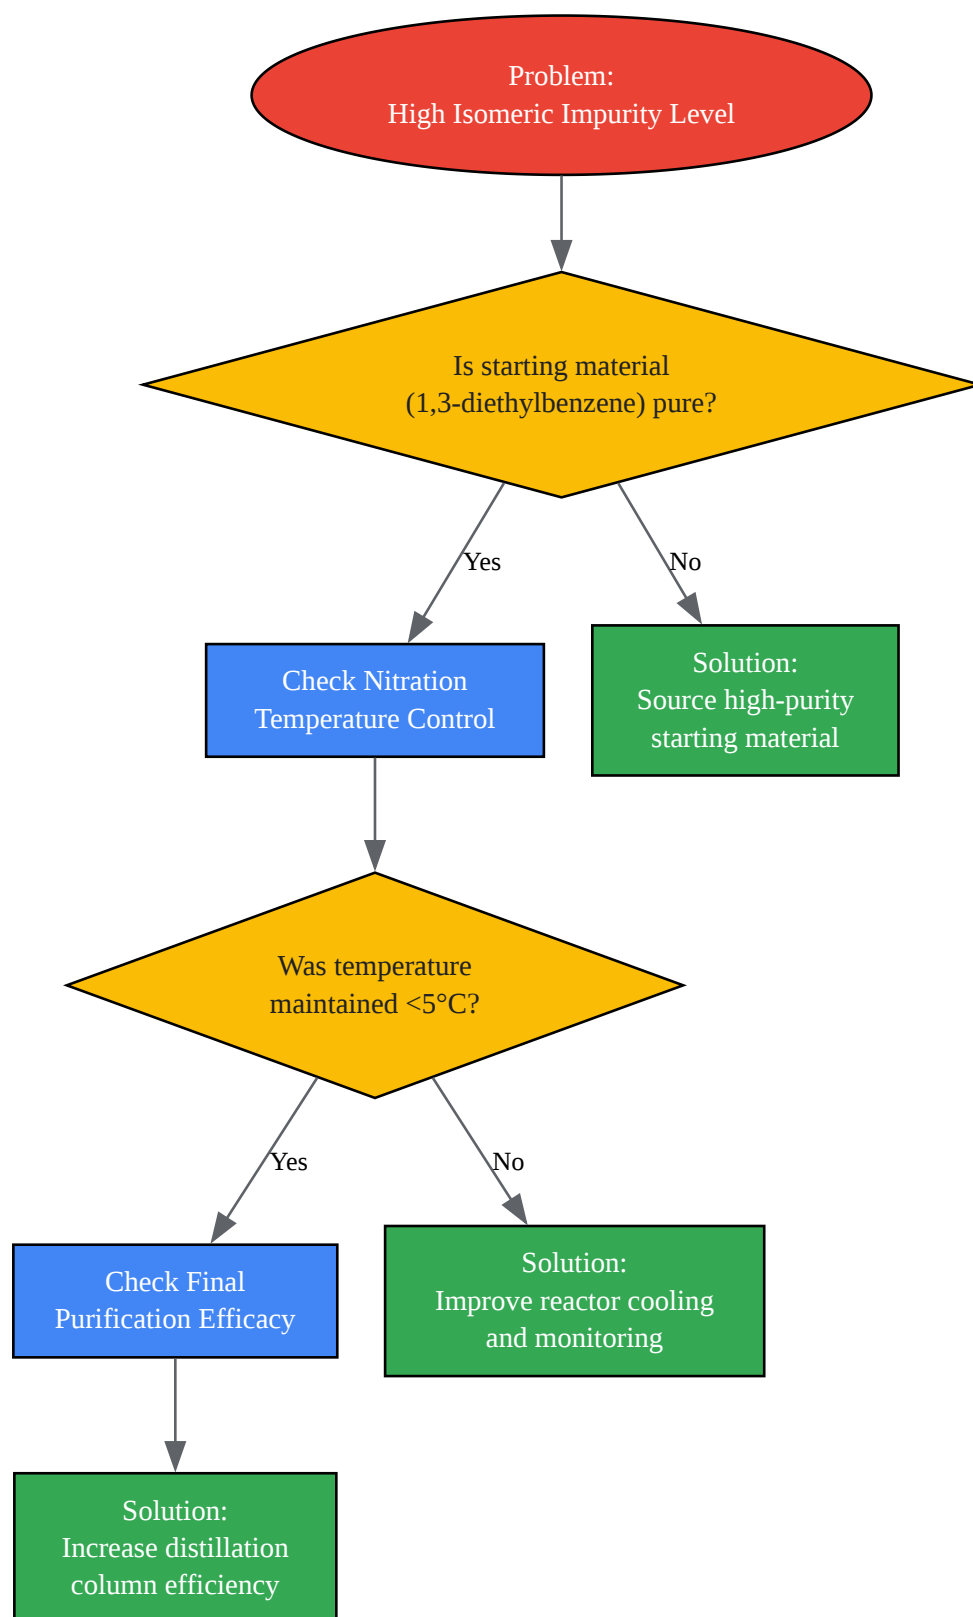 Problem:
High Isomeric Impurity Level
Is starting material
(1,3-diethylbenzene) pure?
Yes
No
Check Nitration
Temperature Control
Solution:
Source high-purity
starting material
Was temperature
maintained <5°C?
Yes
No
Check Final
Purification Efficacy
Solution:
Improve reactor cooling
and monitoring
Solution:
Increase distillation
column efficiency